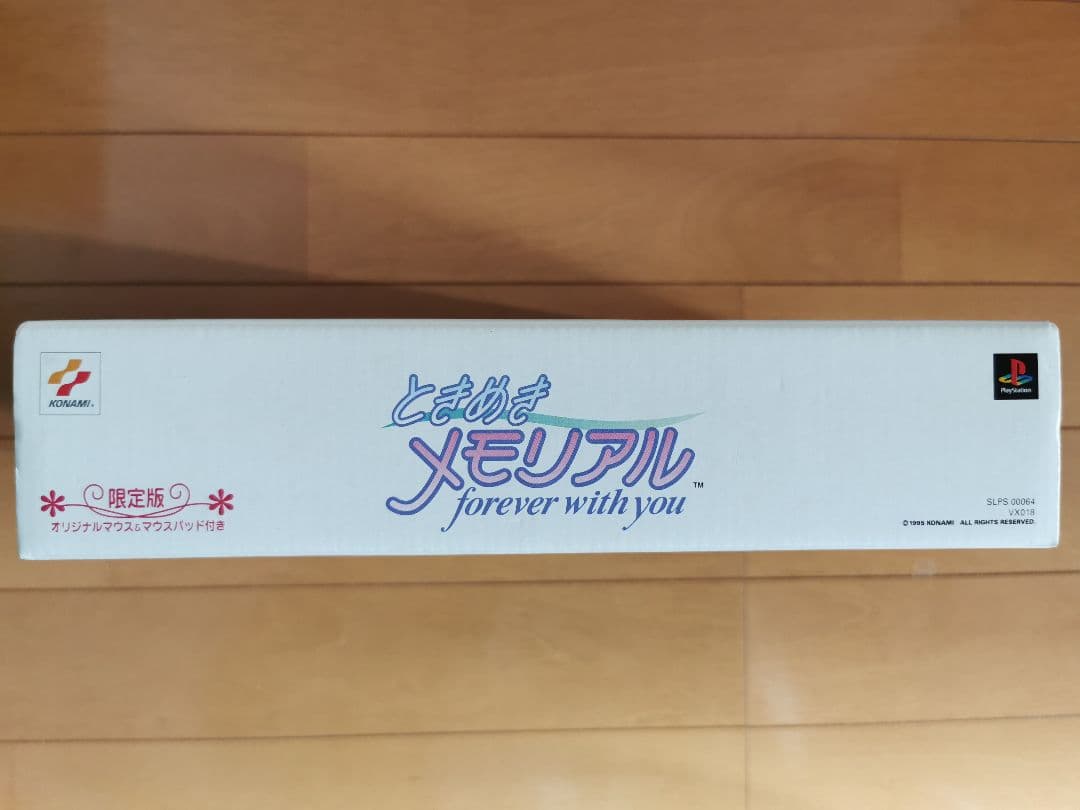 KONAMI®
限定版
オリジナルマウス&マウスパッド付き
ときめき
メモリアル
forever with you
TM
PlayStation
SLPS 00064
VX018
©1995 KONAMI ALL RIGHTS RESERVED.